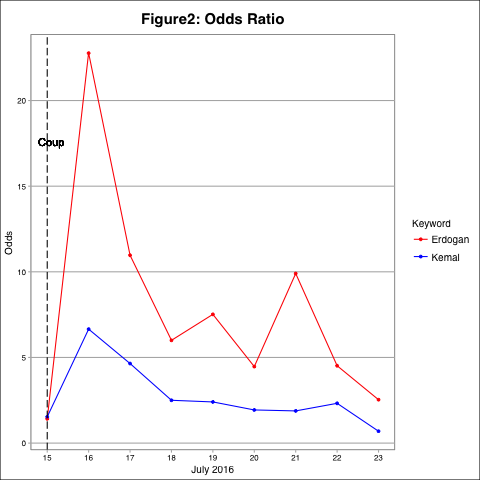 Figure2: Odds Ratio
20
15
10
5
0
Odds
Coup
15 16 17 18 19 20 21 22 23
July 2016
Keyword
Erdogan
Kemal